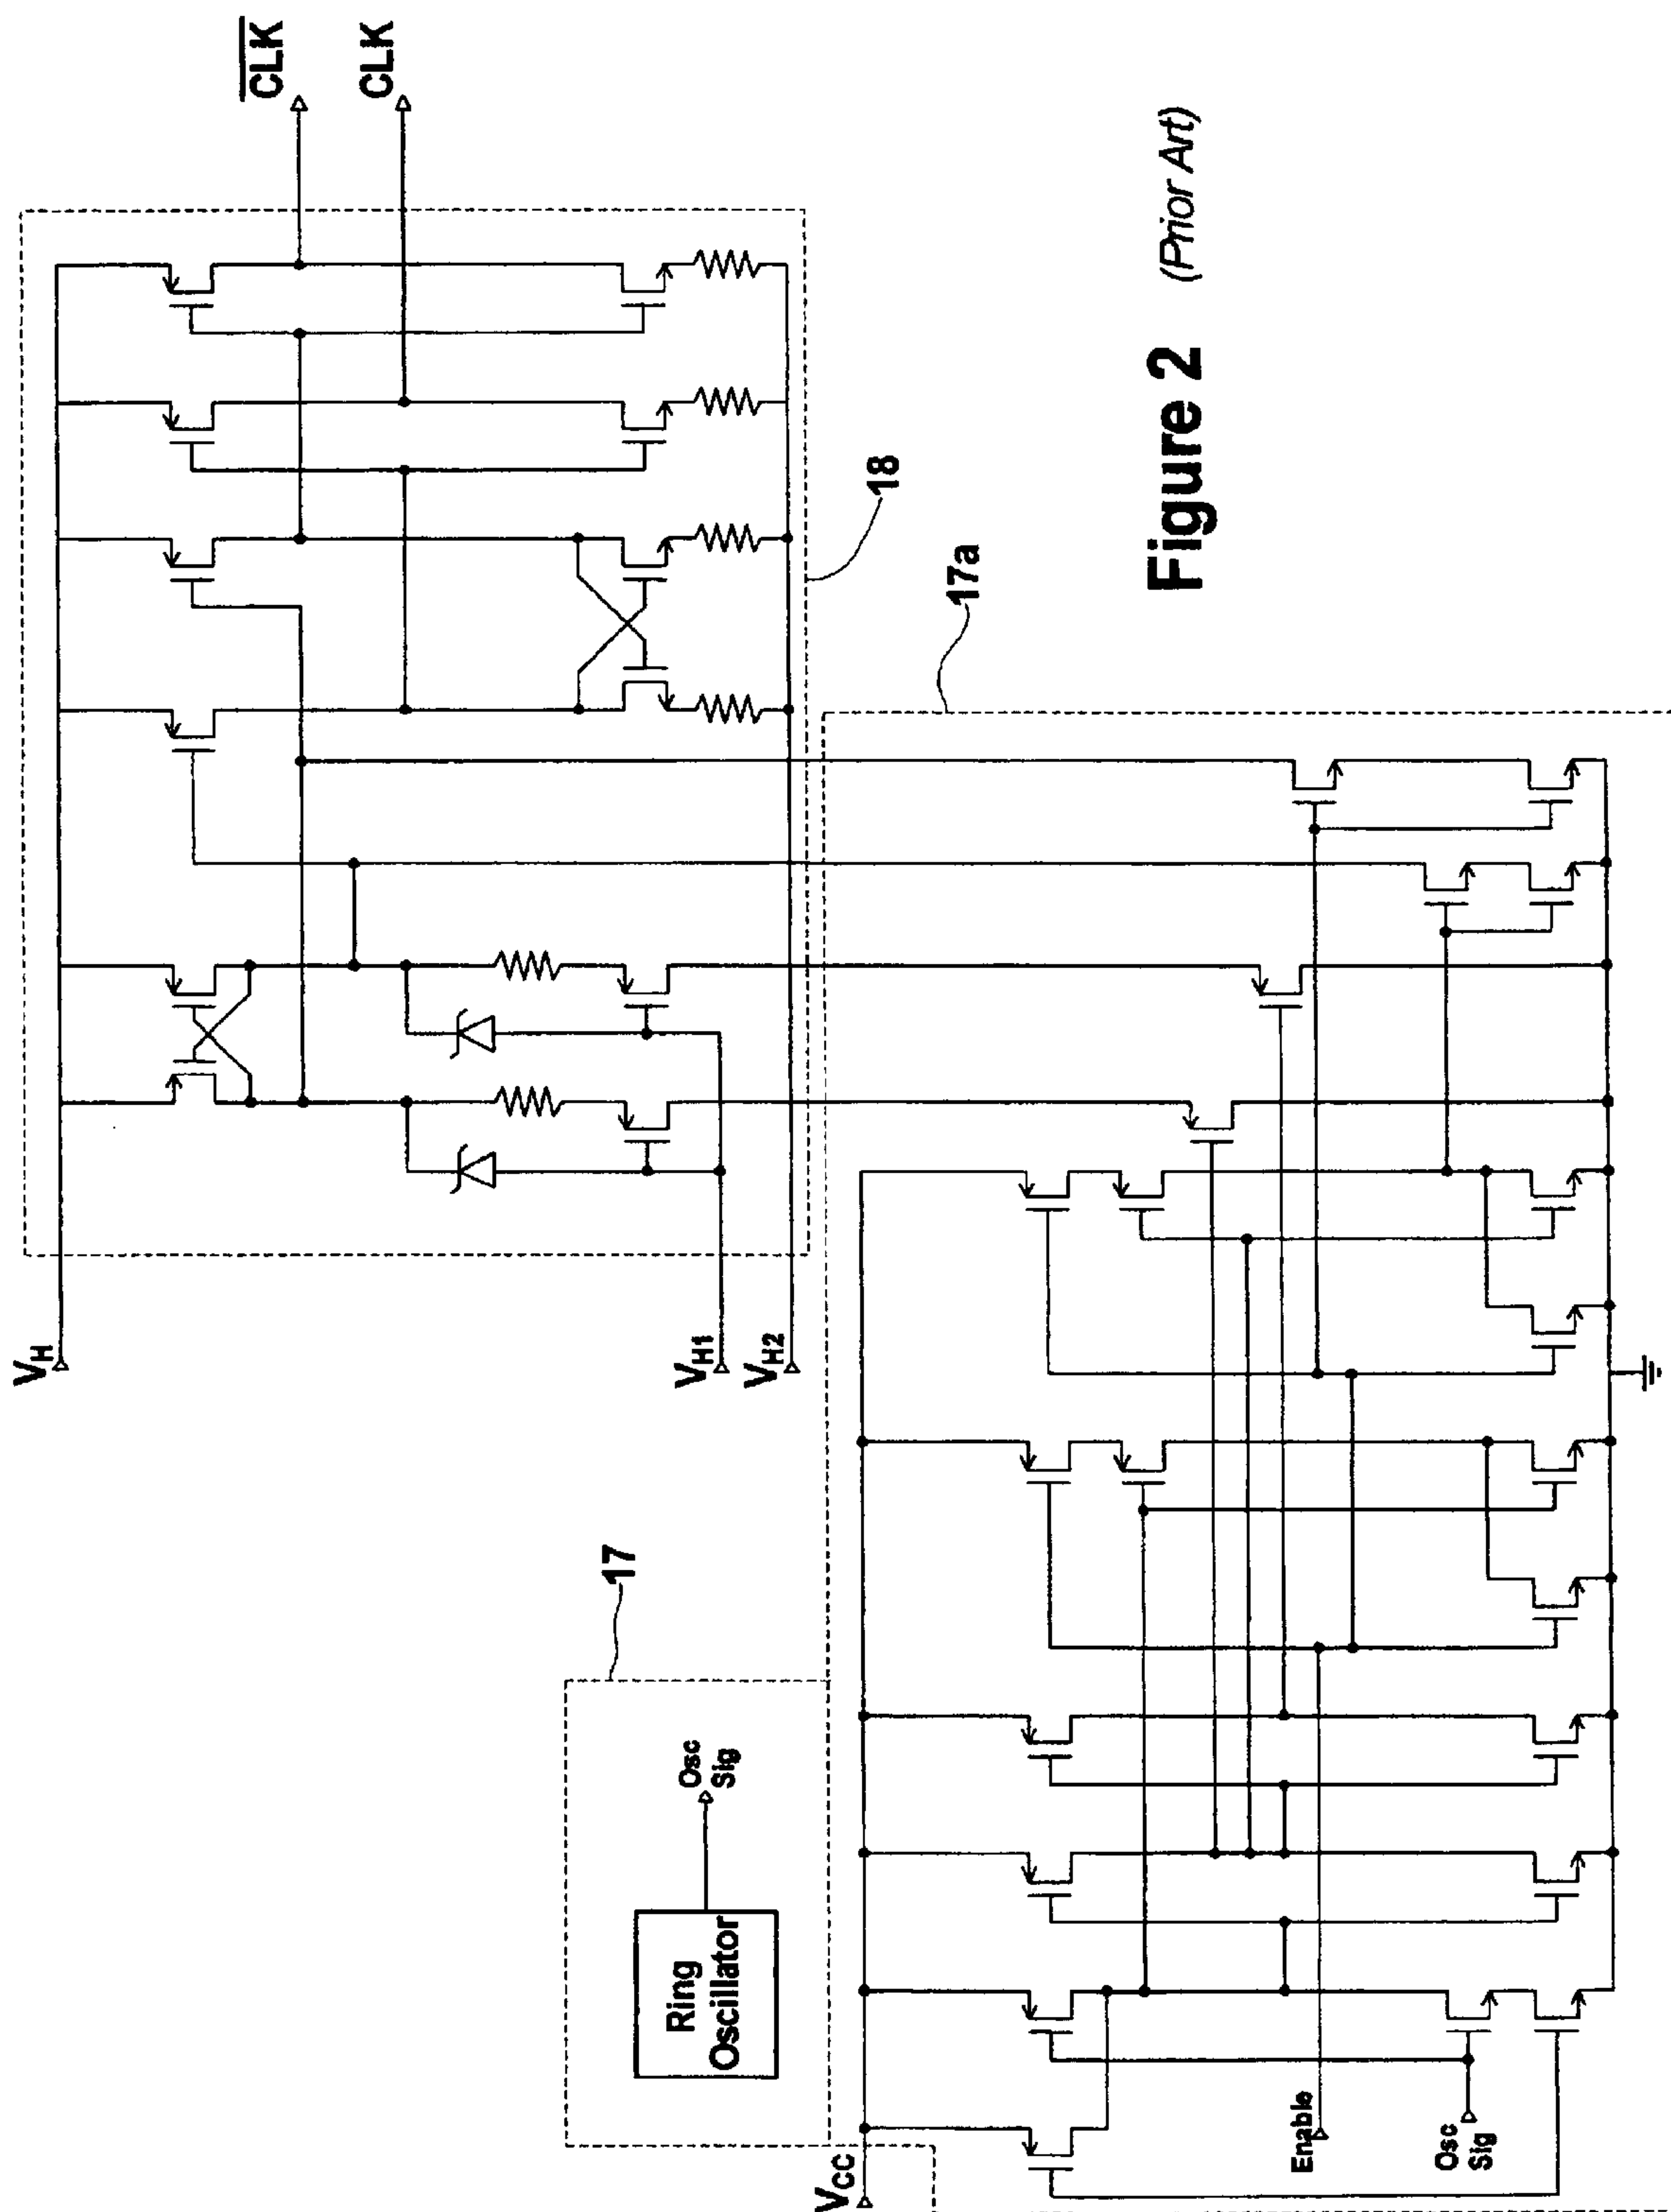 CLK
CLK
VH
VH1
VH2
18
17a
17
Ring
Oscillator
Osc
Sig
VCC
Enable
Osc
Sig
Figure 2 (Prior Art)